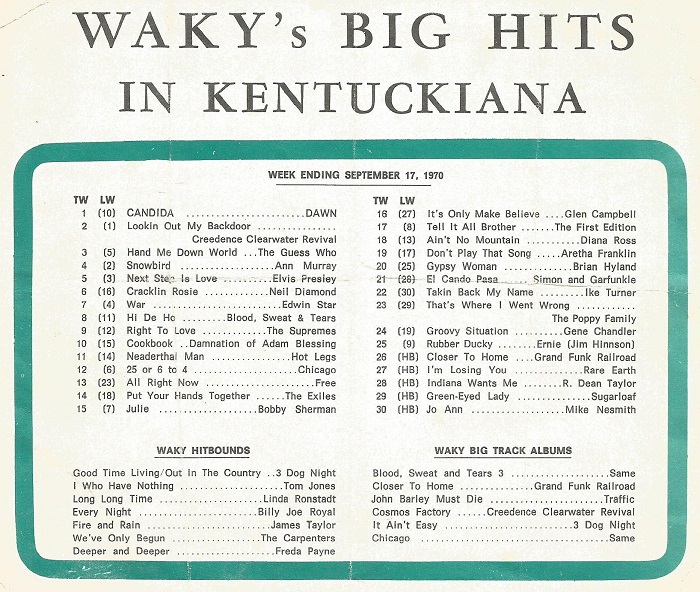 WAKY's BIG HITS
IN KENTUCKIANA
WEEK ENDING SEPTEMBER 17, 1970
TW LW
1 (10) CANDIDA ........................DAWN
2 (1) Lookin Out My Backdoor ................
Creedence Clearwater Revival
3 (5) Hand Me Down World ...The Guess Who
4 (2) Snowbird ...................Ann Murray
5 (3) Next Step Is Love ...........Elvis Presley
6 (16) Cracklin Rosie ..............Neil Diamond
7 (4) War ..........................Edwin Star
8 (11) Hi De Ho .........Blood, Sweat & Tears
9 (12) Right To Love ............The Supremes
10 (15) Cookbook ..Damnation of Adam Blessing
11 (14) Neaderthal Man .................Hot Legs
12 (6) 25 or 6 to 4 ......................Chicago
13 (23) All Right Now ......................Free
14 (18) Put Your Hands Together ......The Exiles
15 (7) Julie .......................Bobby Sherman
TW LW
16 (27) It's Only Make Believe ....Glen Campbell
17 (8) Tell It All Brother .......The First Edition
18 (13) Ain't No Mountain ............Diana Ross
19 (17) Don't Play That Song .....Aretha Franklin
20 (25) Gypsy Woman ..............Brian Hyland
21 (28) El Cando Pasa .......Simon and Garfunkle
22 (30) Takin Back My Name .........Ike Turner
23 (29) That's Where I Went Wrong ............
The Poppy Family
24 (19) Groovy Situation ...........Gene Chandler
25 (9) Rubber Ducky ........Ernie (Jim Hinnson)
26 (HB) Closer To Home ....Grand Funk Railroad
27 (HB) I'm Losing You ..............Rare Earth
28 (HB) Indiana Wants Me .......R. Dean Taylor
29 (HB) Green-Eyed Lady ...............Sugarloaf
30 (HB) Jo Ann ...................Mike Nesmith
WAKY HITBOUNDS
Good Time Living/Out In The Country ..3 Dog Night
I Who Have Nothing ......................Tom Jones
Long Long Time .....................Linda Ronstadt
Every Night .......................Billy Joe Royal
Fire and Rain .......................James Taylor
We've Only Begun .................The Carpenters
Deeper and Deeper ...................Freda Payne
WAKY BIG TRACK ALBUMS
Blood, Sweat and Tears 3 ...................Same
Closer To Home ...........Grand Funk Railroad
John Barley Must Die .....................Traffic
Cosmos Factory ......Creedence Clearwater Revival
It Ain't Easy ..........................3 Dog Night
Chicago ..................................Same